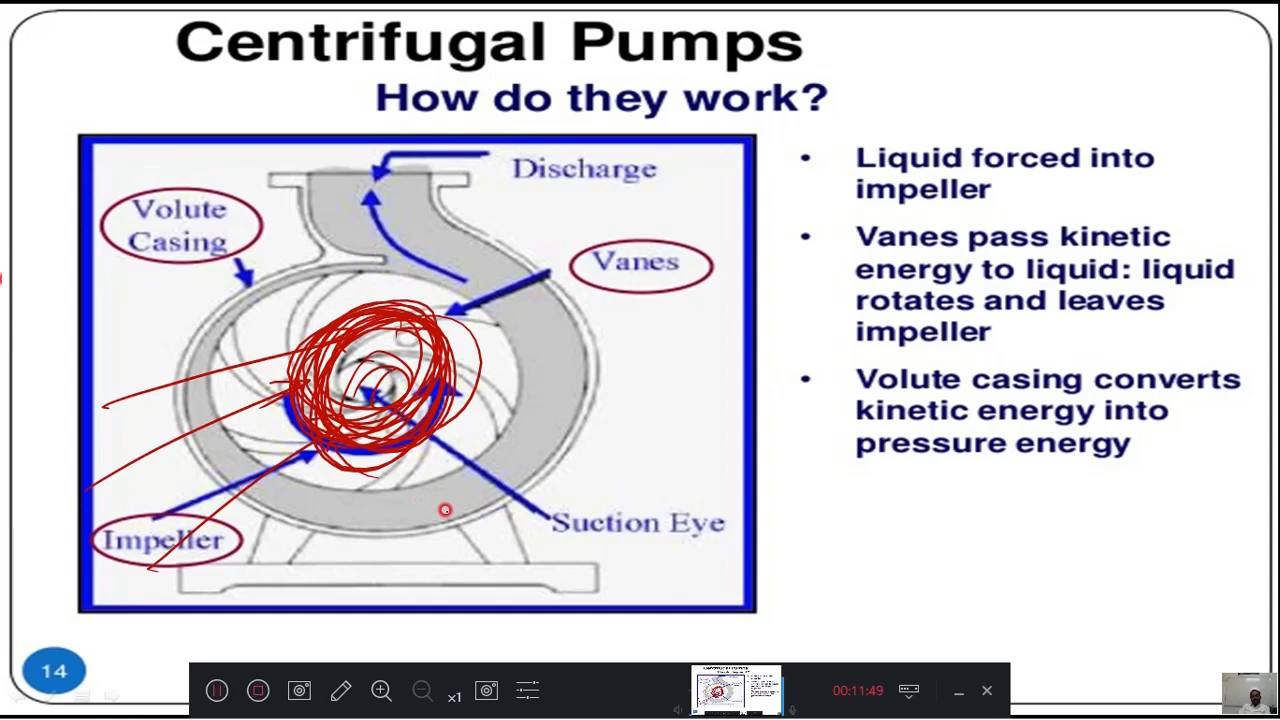 Centrifugal Pumps
How do they work?
Discharge
Volute
Casing
Vanes
Impeller
Suction Eye
• Liquid forced into
impeller
• Vanes pass kinetic
energy to liquid: liquid
rotates and leaves
impeller
• Volute casing converts
kinetic energy into
pressure energy
14
x1
00:11:49